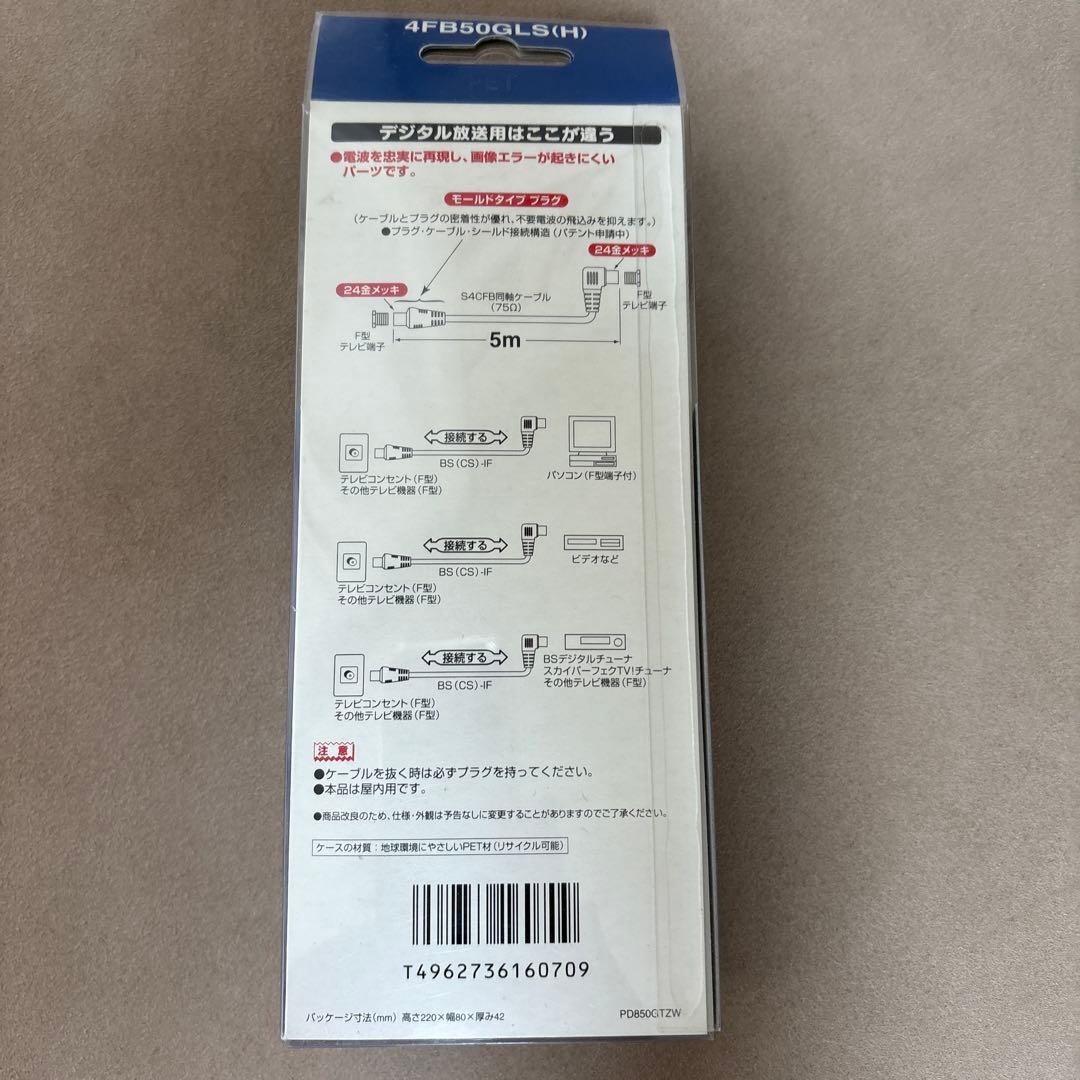 4FB50GLS(H)
PET
デジタル放送用はここが違う
●電波を忠実に再現し、画像エラーが起きにくい
パーツです。
モールドタイプ プラグ
(ケーブルとプラグの密着性が優れ、不要電波の飛込みを抑えます。)
●プラグ・ケーブル・シールド接続構造(パテント申請中)
24金メッキ
24金メッキ
S4CFB同軸ケーブル
(75Ω)
F型
テレビ端子
F型
テレビ端子
5m
接続する
BS(CS)-IF
テレビコンセント(F型)
その他テレビ機器(F型)
パソコン(F型端子付)
接続する
BS(CS)-IF
テレビコンセント(F型)
その他テレビ機器(F型)
ビデオなど
接続する
BS(CS)-IF
テレビコンセント(F型)
その他テレビ機器(F型)
BSデジタルチューナ
スカイパーフェクTV!チューナ
その他テレビ機器(F型)
注意
●ケーブルを抜く時は必ずプラグを持ってください。
●本品は屋内用です。
●商品改良のため、仕様・外観は予告なしに変更することがありますのでご了承ください。
ケースの材質:地球環境にやさしいPET材(リサイクル可能)
T4962736160709
パッケージ寸法(mm) 高さ220×幅80×厚み42
PD850GTZW